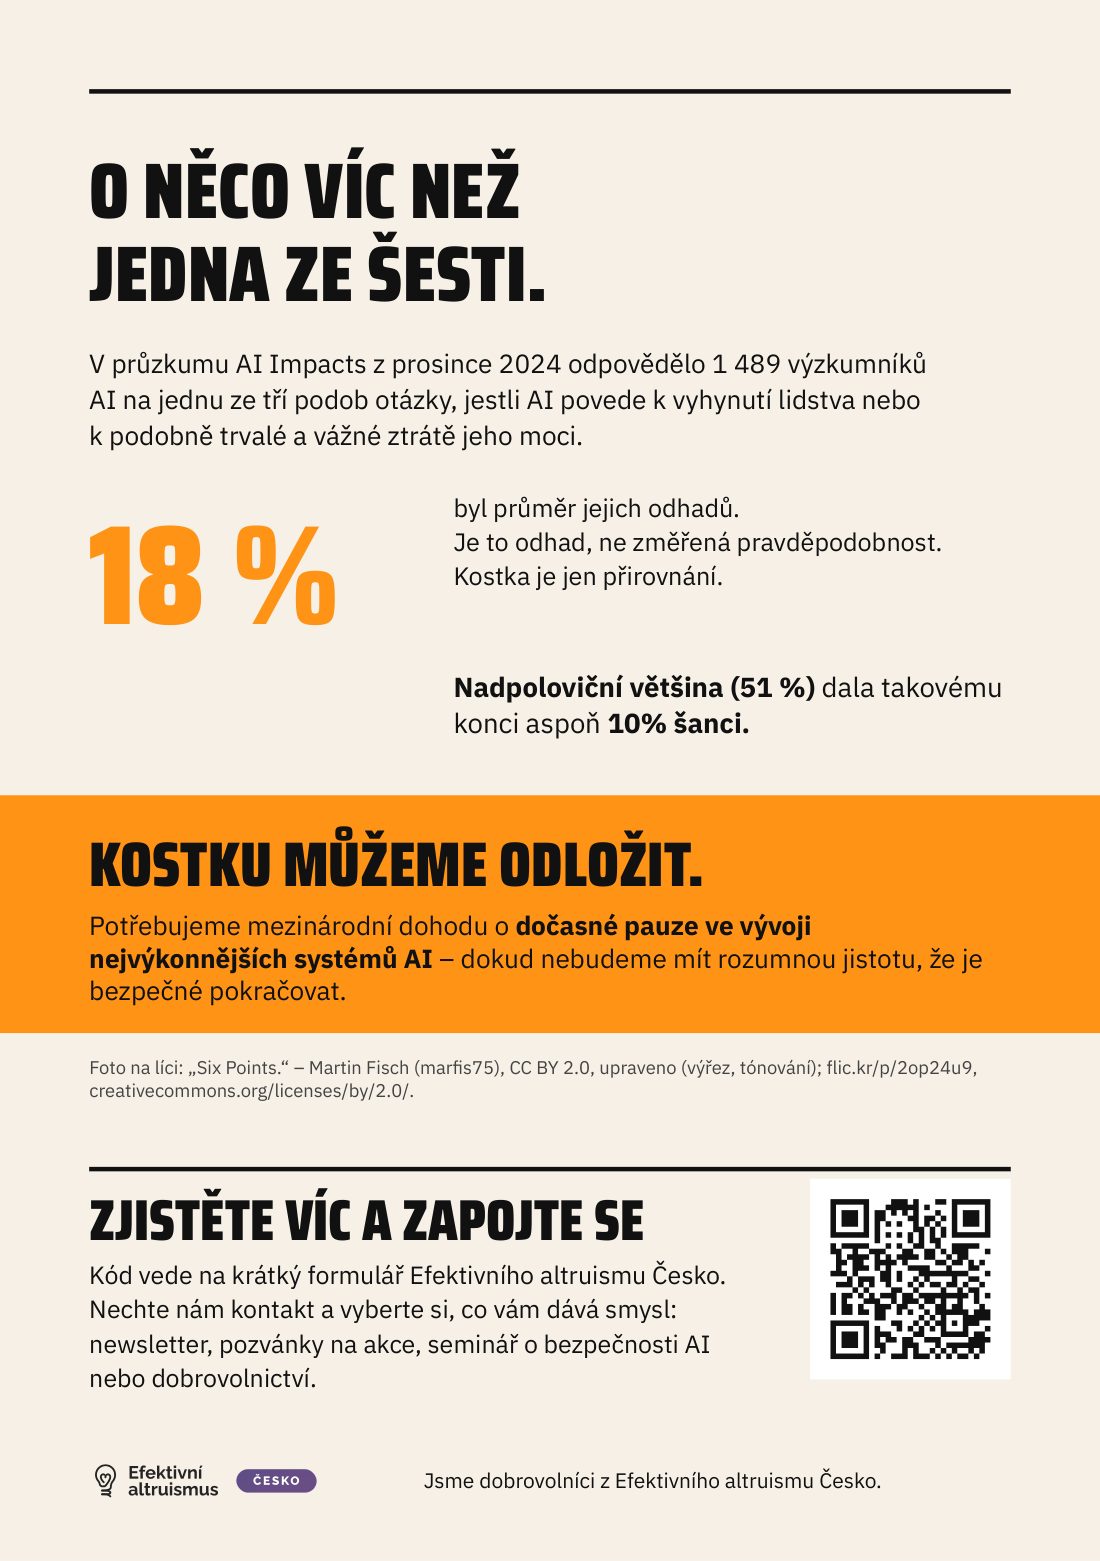 O NĚCO VÍC NEŽ
JEDNA ZE ŠESTI.
V průzkumu AI Impacts z prosince 2024 odpovědělo 1 489 výzkumníků
AI na jednu ze tří podob otázky, jestli AI povede k vyhynutí lidstva nebo
k podobně trvalé a vážné ztrátě jeho moci.
18 %
byl průměr jejich odhadů.
Je to odhad, ne změřená pravděpodobnost.
Kostka je jen přirovnání.
Nadpoloviční většina (51 %) dala takovému
konci aspoň 10% šanci.
KOSTKU MŮŽEME ODLOŽIT.
Potřebujeme mezinárodní dohodu o dočasné pauze ve vývoji
nejvýkonnějších systémů AI – dokud nebudeme mít rozumnou jistotu, že je
bezpečné pokračovat.
Foto na líci: „Six Points.“ – Martin Fisch (marfis75), CC BY 2.0, upraveno (výřez, tónování); flic.kr/p/2op24u9,
creativecommons.org/licenses/by/2.0/.
ZJISTĚTE VÍC A ZAPOJTE SE
Kód vede na krátký formulář Efektivního altruismu Česko.
Nechte nám kontakt a vyberte si, co vám dává smysl:
newsletter, pozvánky na akce, seminář o bezpečnosti AI
nebo dobrovolnictví.
Efektivní
altruismus
ČESKO
Jsme dobrovolníci z Efektivního altruismu Česko.